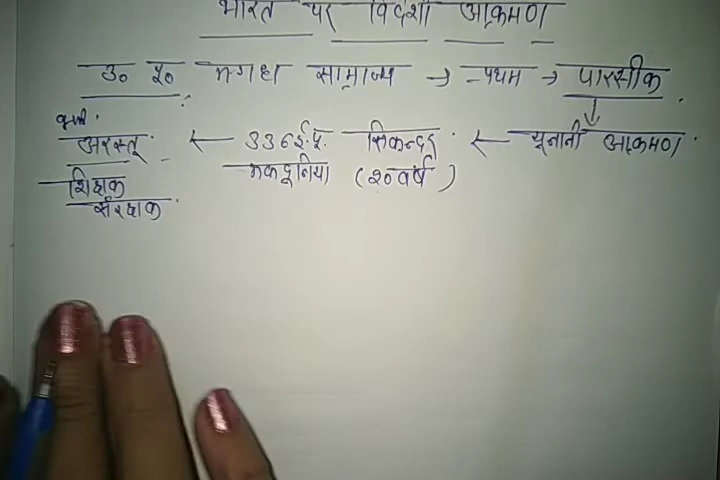 भारत पर विदेशी आक्रमण
उ० पू० मगध साम्राज्य → प्रथम → पारसीक
↓
अरस्तू ← 336ई.पू. सिकन्दर ← यूनानी आक्रमण
शिक्षक मकदूनिया (20वर्ष)
संरक्षक